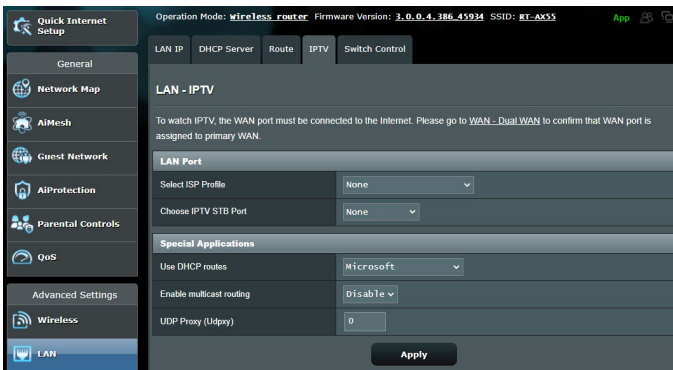 Quick Internet
Setup
Operation Mode: Wireless router Firmware Version: 3.0.0.4.386_45934 SSID: RT-AX55
App
LAN IP DHCP Server Route IPTV Switch Control
General
Network Map
AiMesh
Guest Network
AiProtection
Parental Controls
QoS
Advanced Settings
Wireless
LAN
LAN - IPTV
To watch IPTV, the WAN port must be connected to the Internet. Please go to WAN - Dual WAN to confirm that WAN port is
assigned to primary WAN.
LAN Port
Select ISP Profile None
Choose IPTV STB Port None
Special Applications
Use DHCP routes Microsoft
Enable multicast routing Disable
UDP Proxy (Udpxy) 0
Apply